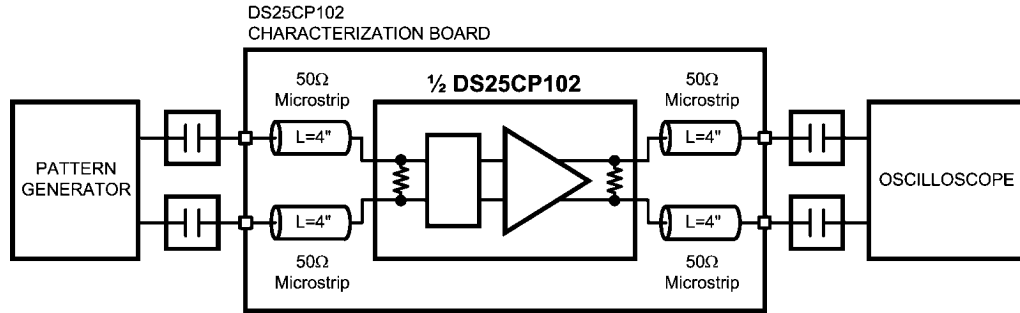 DS25CP102
CHARACTERIZATION BOARD
50Ω
Microstrip
½ DS25CP102
50Ω
Microstrip
L=4"
L=4"
PATTERN
GENERATOR
OSCILLOSCOPE
L=4"
L=4"
50Ω
Microstrip
50Ω
Microstrip